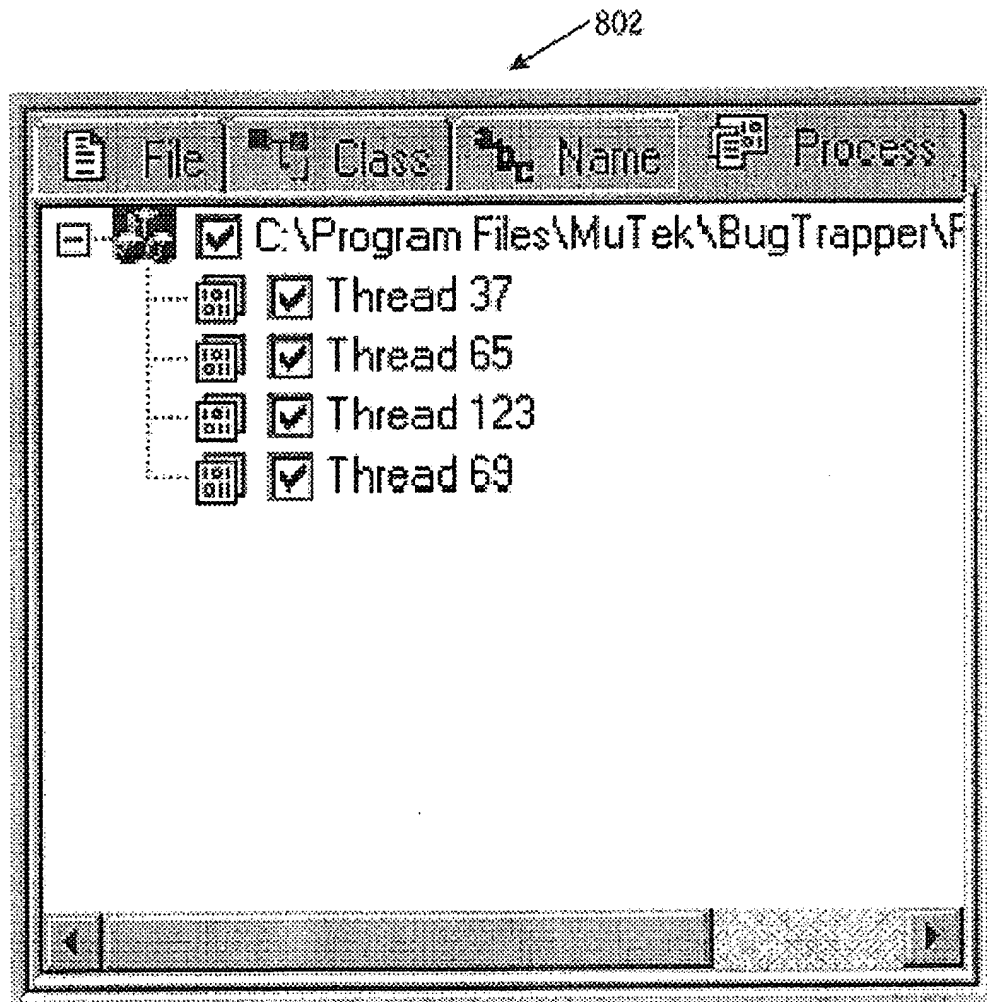 802
File Class Name Process
C:\Program Files\MuTek\BugTrapper\F
Thread 37
Thread 65
Thread 123
Thread 69